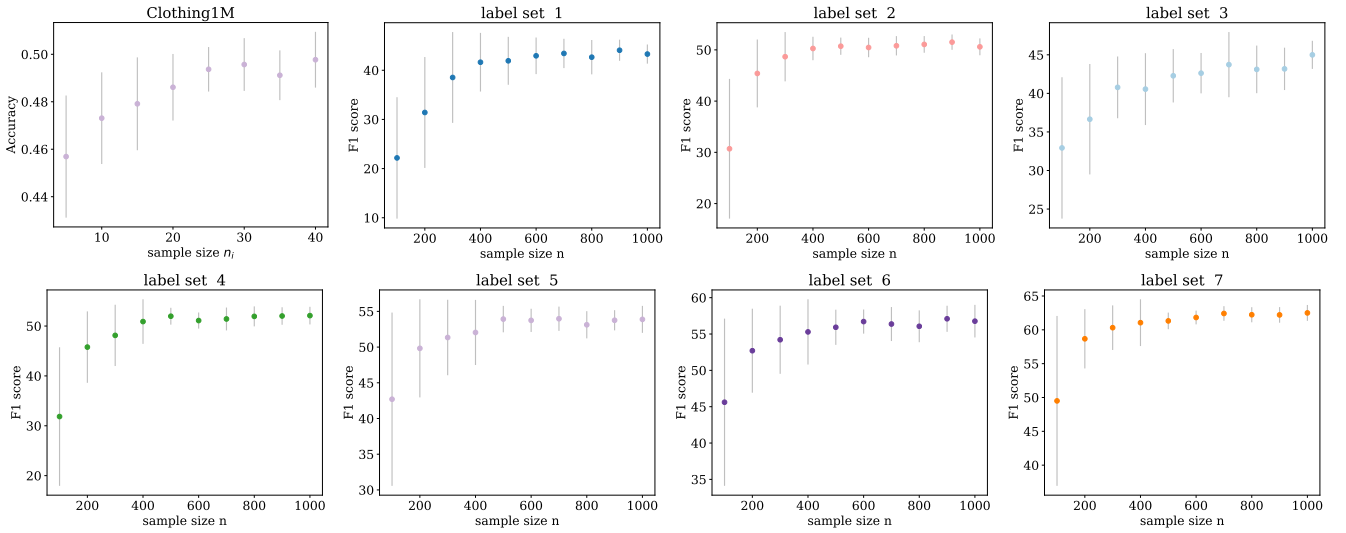 Clothing1M
Accuracy
0.50
0.48
0.46
0.44
10 20 30 40
sample size n_i
label set 1
F1 score
40
30
20
10
200 400 600 800 1000
sample size n
label set 2
F1 score
50
40
30
20
200 400 600 800 1000
sample size n
label set 3
F1 score
45
40
35
30
25
200 400 600 800 1000
sample size n
label set 4
F1 score
50
40
30
20
200 400 600 800 1000
sample size n
label set 5
F1 score
55
50
45
40
35
30
200 400 600 800 1000
sample size n
label set 6
F1 score
60
55
50
45
40
35
200 400 600 800 1000
sample size n
label set 7
F1 score
65
60
55
50
45
40
200 400 600 800 1000
sample size n